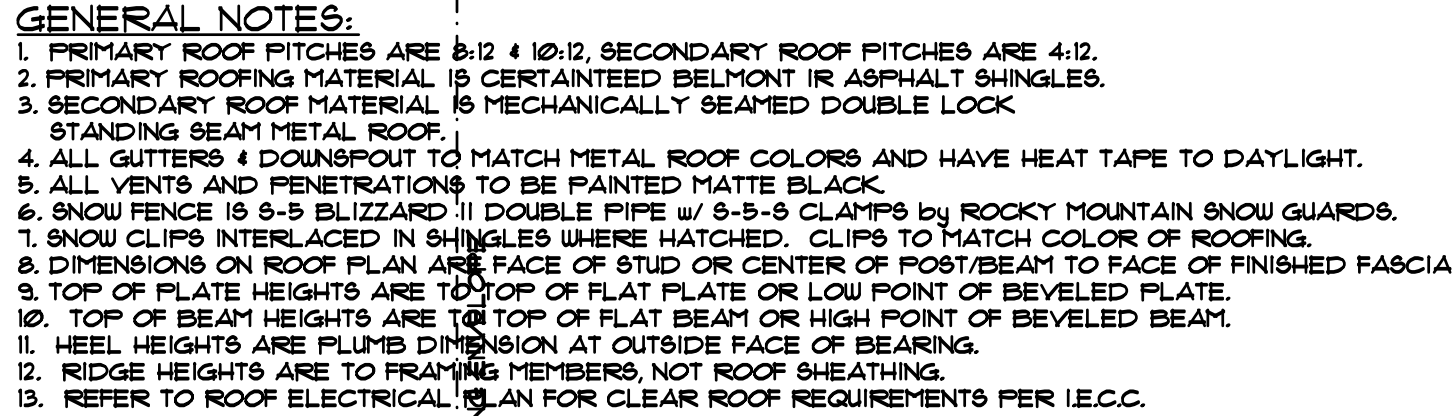 GENERAL NOTES:
1. PRIMARY ROOF PITCHES ARE 8:12 & 10:12, SECONDARY ROOF PITCHES ARE 4:12.
2. PRIMARY ROOFING MATERIAL IS CERTAINTEED BELMONT IR ASPHALT SHINGLES.
3. SECONDARY ROOF MATERIAL IS MECHANICALLY SEAMED DOUBLE LOCK
STANDING SEAM METAL ROOF.
4. ALL GUTTERS & DOWNSPOUT TO MATCH METAL ROOF COLORS AND HAVE HEAT TAPE TO DAYLIGHT.
5. ALL VENTS AND PENETRATIONS TO BE PAINTED MATTE BLACK.
6. SNOW FENCE IS S-5 BLIZZARD II DOUBLE PIPE w/ S-5-S CLAMPS by ROCKY MOUNTAIN SNOW GUARDS.
7. SNOW CLIPS INTERLACED IN SHINGLES WHERE HATCHED. CLIPS TO MATCH COLOR OF ROOFING.
8. DIMENSIONS ON ROOF PLAN ARE FACE OF STUD OR CENTER OF POST/BEAM TO FACE OF FINISHED FASCIA
9. TOP OF PLATE HEIGHTS ARE TO TOP OF FLAT PLATE OR LOW POINT OF BEVELED PLATE.
10. TOP OF BEAM HEIGHTS ARE TO TOP OF FLAT BEAM OR HIGH POINT OF BEVELED BEAM.
11. HEEL HEIGHTS ARE PLUMB DIMENSION AT OUTSIDE FACE OF BEARING.
12. RIDGE HEIGHTS ARE TO FRAMING MEMBERS, NOT ROOF SHEATHING.
13. REFER TO ROOF ELECTRICAL PLAN FOR CLEAR ROOF REQUIREMENTS PER I.E.C.C.
ENVELOPE